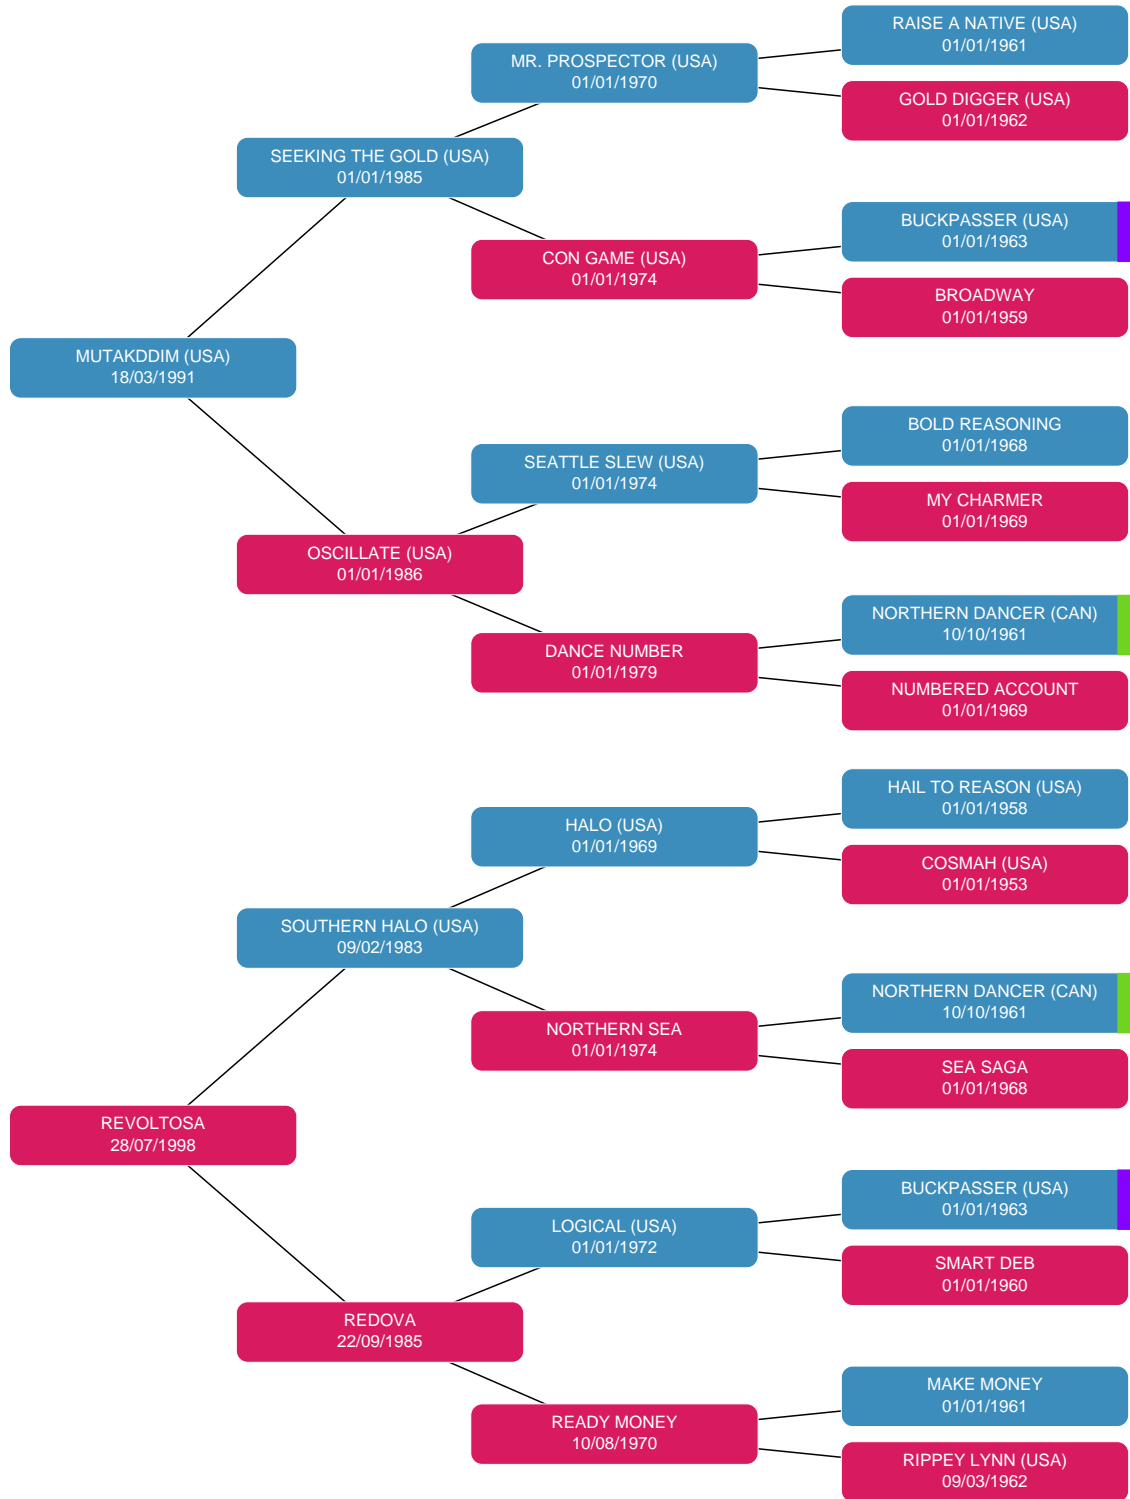 RAISE A NATIVE (USA)
01/01/1961
MR. PROSPECTOR (USA)
01/01/1970
GOLD DIGGER (USA)
01/01/1962
SEEKING THE GOLD (USA)
01/01/1985
BUCKPASSER (USA)
01/01/1963
CON GAME (USA)
01/01/1974
BROADWAY
01/01/1959
MUTAKDDIM (USA)
18/03/1991
BOLD REASONING
01/01/1968
SEATTLE SLEW (USA)
01/01/1974
MY CHARMER
01/01/1969
OSCILLATE (USA)
01/01/1986
NORTHERN DANCER (CAN)
10/10/1961
DANCE NUMBER
01/01/1979
NUMBERED ACCOUNT
01/01/1969
HAIL TO REASON (USA)
01/01/1958
HALO (USA)
01/01/1969
COSMAH (USA)
01/01/1953
SOUTHERN HALO (USA)
09/02/1983
NORTHERN DANCER (CAN)
10/10/1961
NORTHERN SEA
01/01/1974
SEA SAGA
01/01/1968
REVOLTOSA
28/07/1998
BUCKPASSER (USA)
01/01/1963
LOGICAL (USA)
01/01/1972
SMART DEB
01/01/1960
REDOVA
22/09/1985
MAKE MONEY
01/01/1961
READY MONEY
10/08/1970
RIPPEY LYNN (USA)
09/03/1962